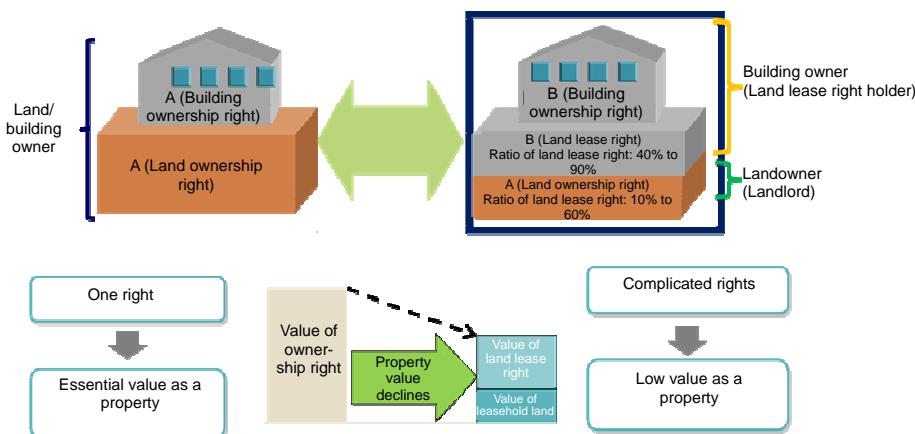 Land/
building
owner
A (Building
ownership right)
A (Land ownership
right)
B (Building
ownership right)
B (Land lease right)
Ratio of land lease right: 40% to
90%
A (Land ownership right)
Ratio of land lease right: 10% to
60%
Building owner
(Land lease right holder)
Landowner
(Landlord)
One right
Essential value as a
property
Value of
owner-
ship right
Property
value
declines
Value of
land lease
right
Value of
leasehold land
Complicated rights
Low value as a
property